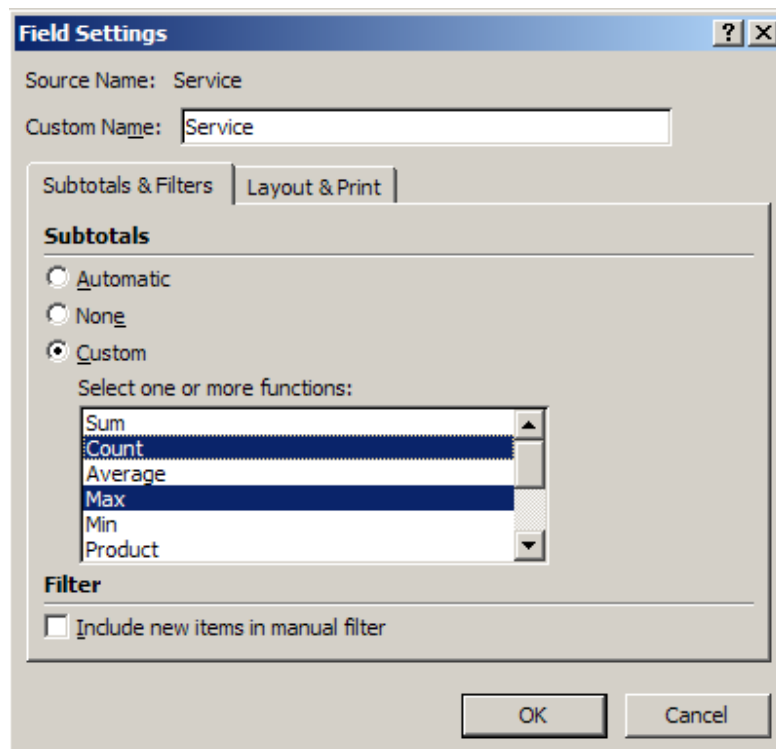 Field Settings
Source Name: Service
Custom Name: Service
Subtotals & Filters Layout & Print
Subtotals
Automatic
None
Custom
Select one or more functions:
Sum
Count
Average
Max
Min
Product
Filter
Include new items in manual filter
OK Cancel